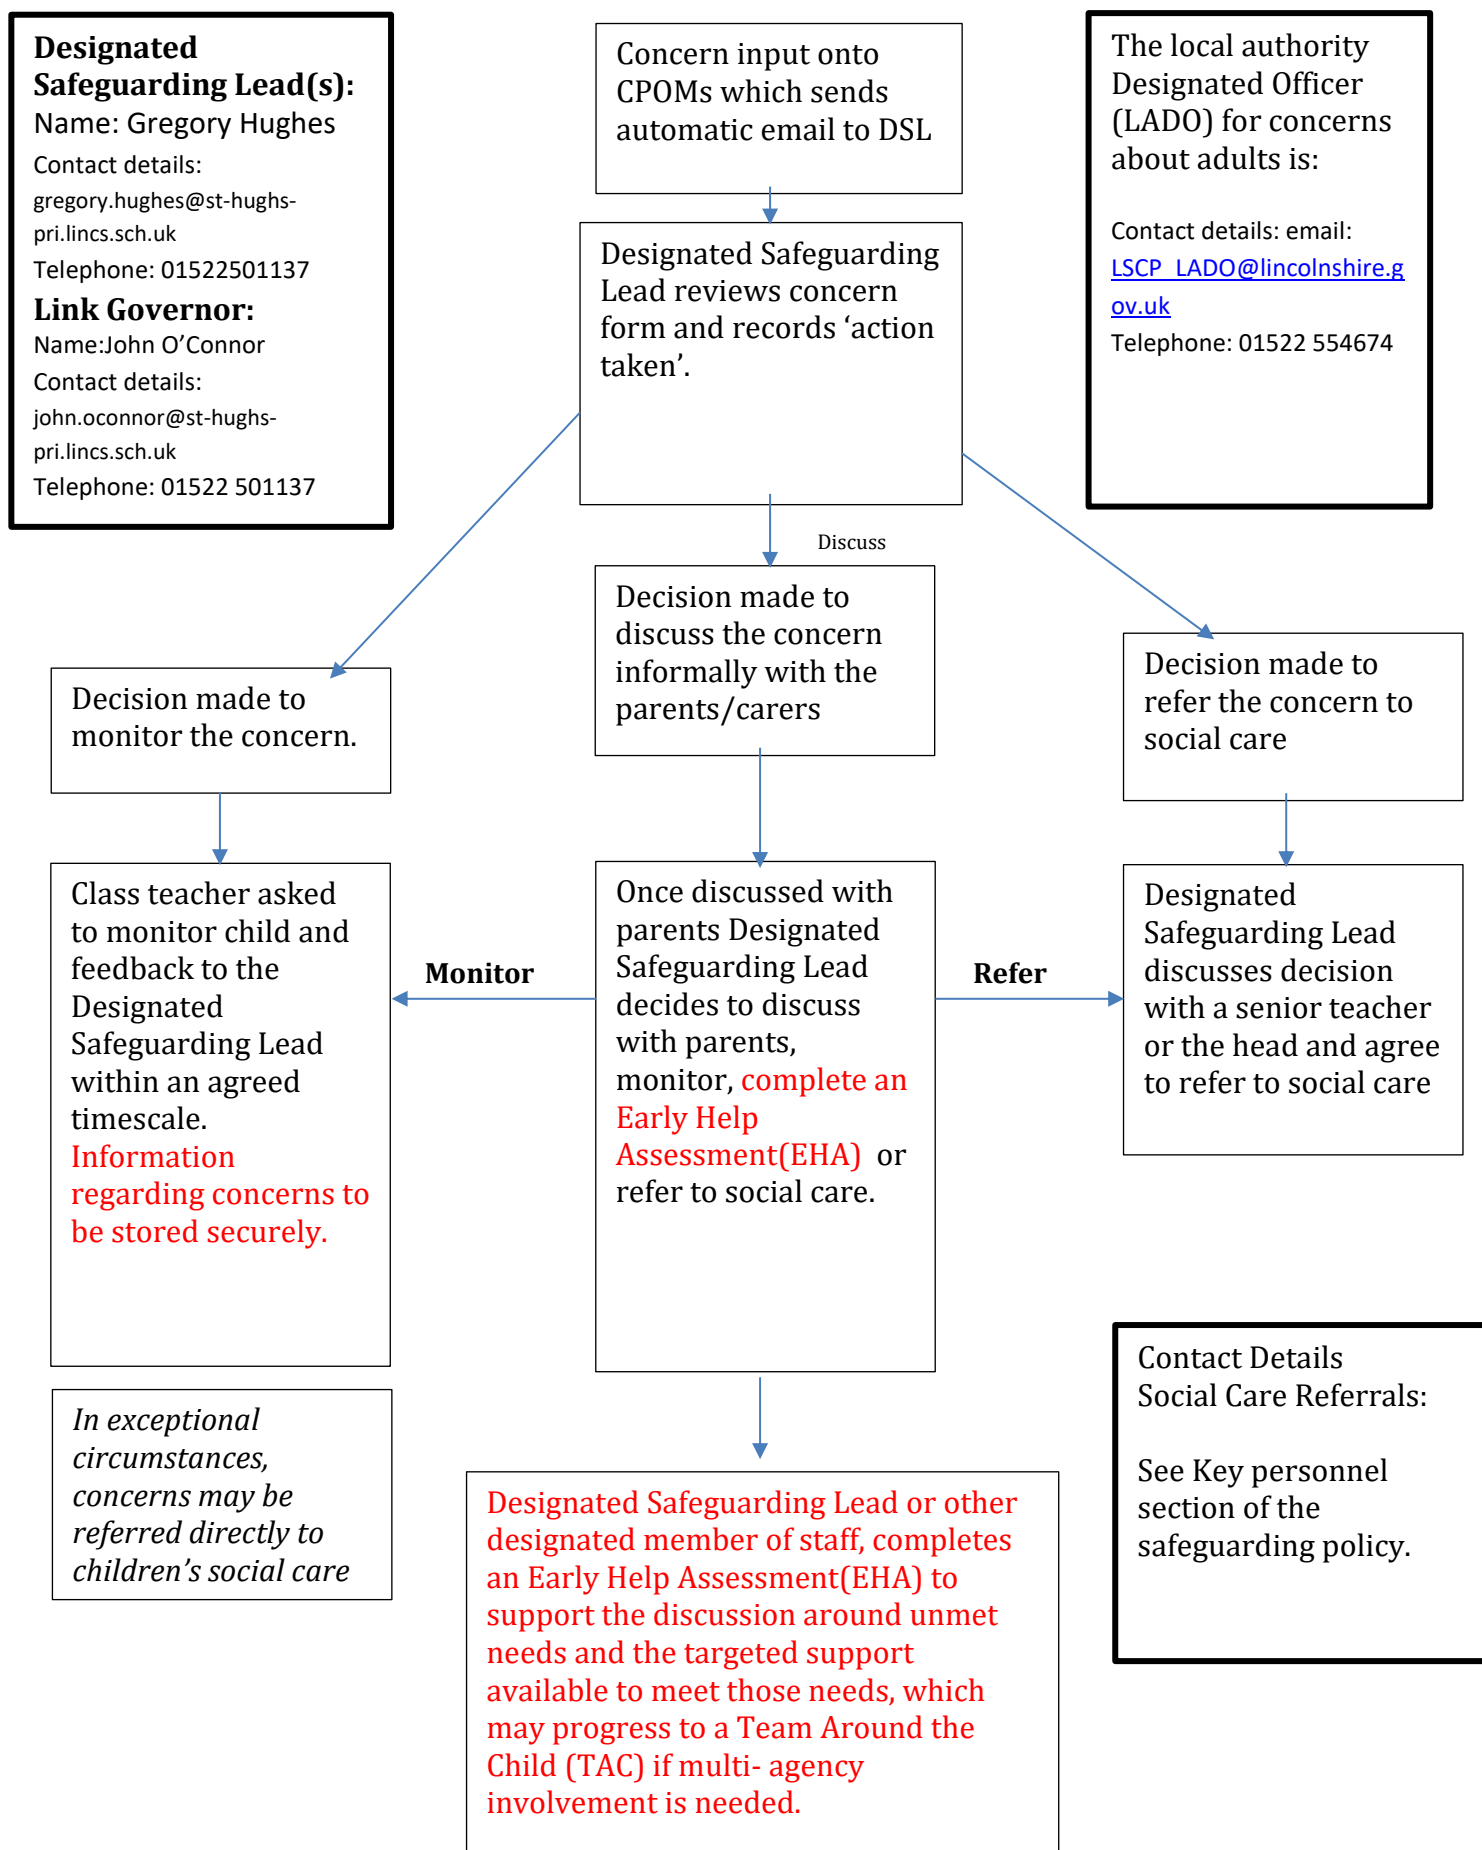 Designated
Safeguarding Lead(s):
Name: Gregory Hughes
Contact details:
gregory.hughes@st-hughs-
pri.lincs.sch.uk
Telephone: 01522501137
Link Governor:
Name:John O’Connor
Contact details:
john.oconnor@st-hughs-
pri.lincs.sch.uk
Telephone: 01522 501137
Concern input onto
CPOMs which sends
automatic email to DSL
The local authority
Designated Officer
(LADO) for concerns
about adults is:
Contact details: email:
LSCP_LADO@lincolnshire.g
ov.uk
Telephone: 01522 554674
Designated Safeguarding
Lead reviews concern
form and records ‘action
taken’.
Discuss
Decision made to
monitor the concern.
Decision made to
discuss the concern
informally with the
parents/carers
Decision made to
refer the concern to
social care
Class teacher asked
to monitor child and
feedback to the
Designated
Safeguarding Lead
within an agreed
timescale.
Information
regarding concerns to
be stored securely.
Monitor
Once discussed with
parents Designated
Safeguarding Lead
decides to discuss
with parents,
monitor, complete an
Early Help
Assessment(EHA) or
refer to social care.
Refer
Designated
Safeguarding Lead
discusses decision
with a senior teacher
or the head and agree
to refer to social care
In exceptional
circumstances,
concerns may be
referred directly to
children’s social care
Contact Details
Social Care Referrals:
See Key personnel
section of the
safeguarding policy.
Designated Safeguarding Lead or other
designated member of staff, completes
an Early Help Assessment(EHA) to
support the discussion around unmet
needs and the targeted support
available to meet those needs, which
may progress to a Team Around the
Child (TAC) if multi- agency
involvement is needed.